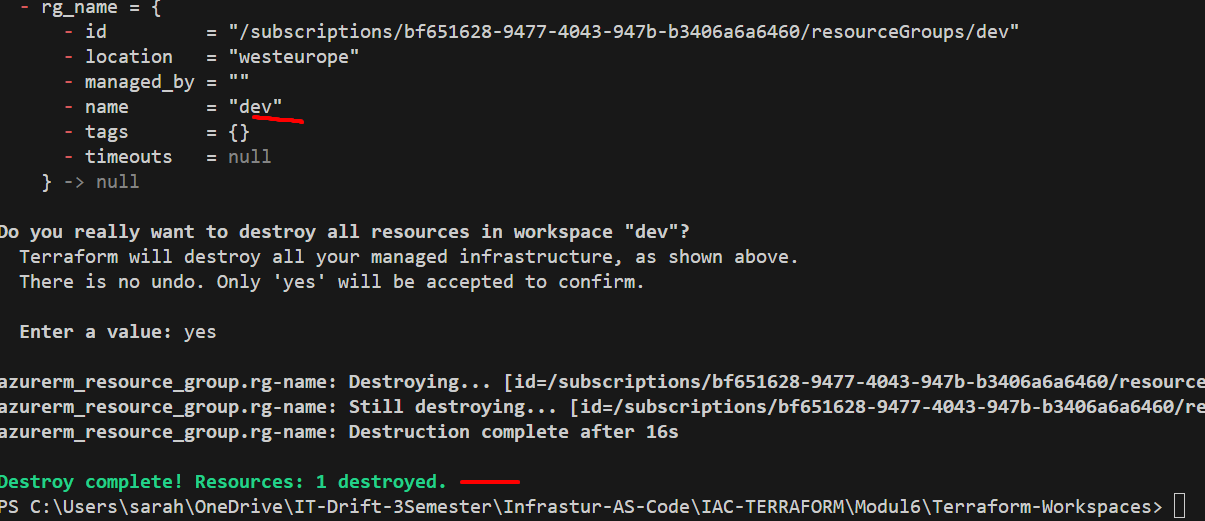 - rg_name = {
- id = "/subscriptions/bf651628-9477-4043-947b-b3406a6a6460/resourceGroups/dev"
- location = "westeurope"
- managed_by = ""
- name = "dev"
- tags = {}
- timeouts = null
} -> null
Do you really want to destroy all resources in workspace "dev"?
Terraform will destroy all your managed infrastructure, as shown above.
There is no undo. Only 'yes' will be accepted to confirm.
Enter a value: yes
azurerm_resource_group.rg-name: Destroying... [id=/subscriptions/bf651628-9477-4043-947b-b3406a6a6460/resource
azurerm_resource_group.rg-name: Still destroying... [id=/subscriptions/bf651628-9477-4043-947b-b3406a6a6460/re
azurerm_resource_group.rg-name: Destruction complete after 16s
Destroy complete! Resources: 1 destroyed.
PS C:\Users\sarah\OneDrive\IT-Drift-3Semester\Infrastur-AS-Code\IAC-TERRAFORM\Modul6\Terraform-Workspaces>